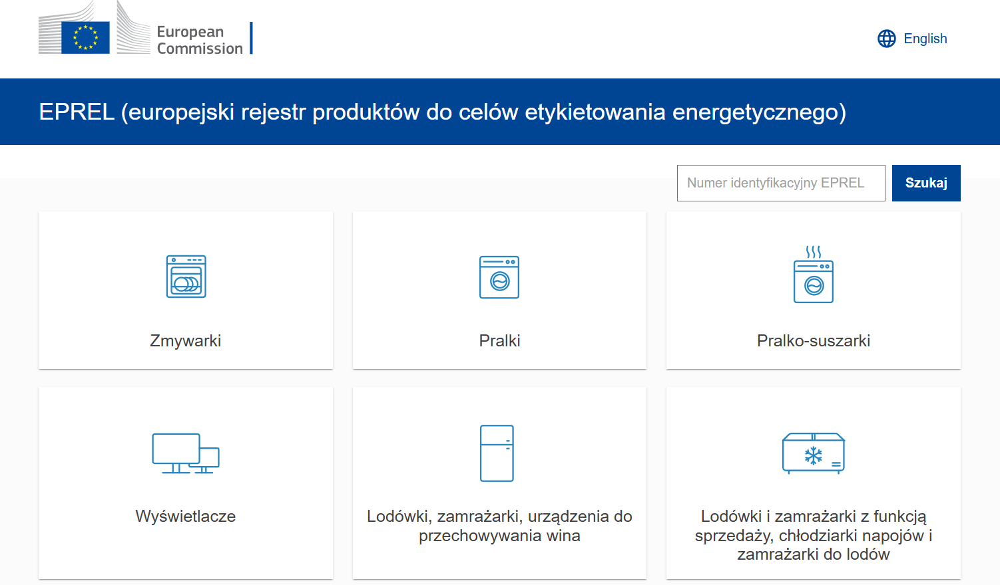 European
Commission
English
EPREL (europejski rejestr produktów do celów etykietowania energetycznego)
Numer identyfikacyjny EPREL
Szukaj
Zmywarki
Pralki
Pralko-suszarki
Wyświetlacze
Lodówki, zamrażarki, urządzenia do
przechowywania wina
Lodówki i zamrażarki z funkcją
sprzedaży, chłodziarki napojów i
zamrażarki do lodów